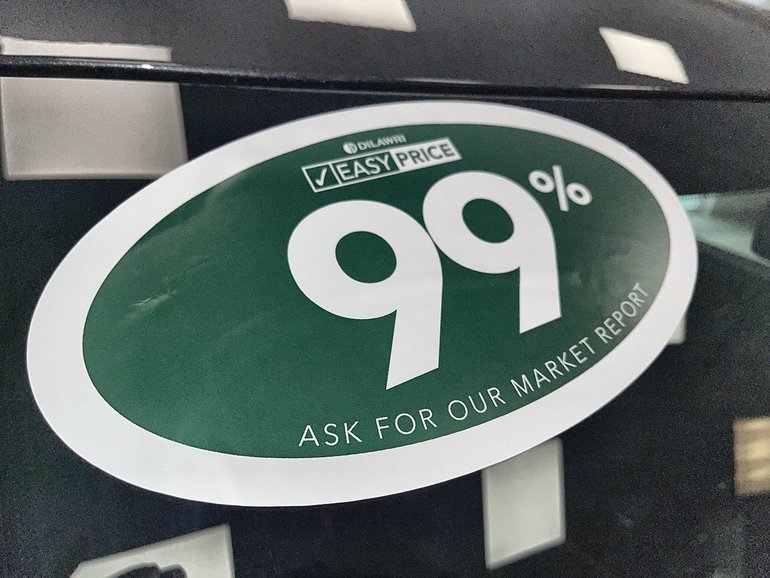 DILAWRI
✓ EASY PRICE
99%
ASK FOR OUR MARKET REPORT